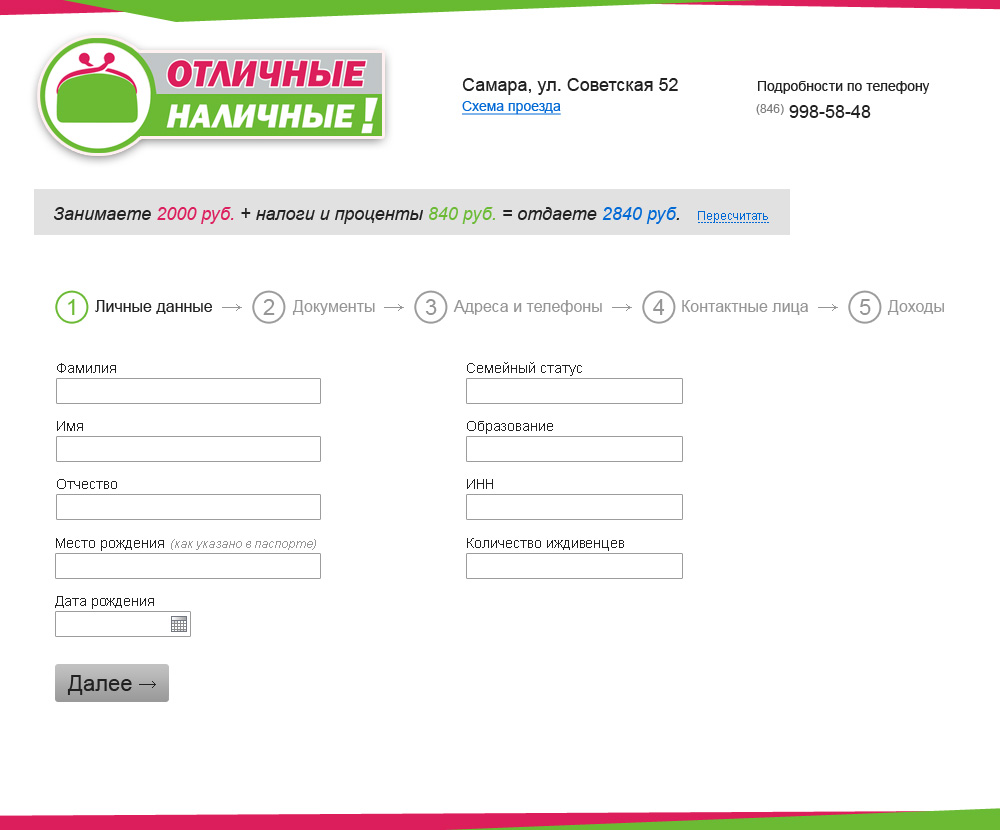 ОТЛИЧНЫЕ
НАЛИЧНЫЕ!
Самара, ул. Советская 52
Схема проезда
Подробности по телефону
(846) 998-58-48
Занимаете 2000 руб. + налоги и проценты 840 руб. = отдаете 2840 руб. Пересчитать
1 Личные данные → 2 Документы → 3 Адреса и телефоны → 4 Контактные лица → 5 Доходы
Фамилия
Имя
Отчество
Место рождения (как указано в паспорте)
Дата рождения
Семейный статус
Образование
ИНН
Количество иждивенцев
Далее →